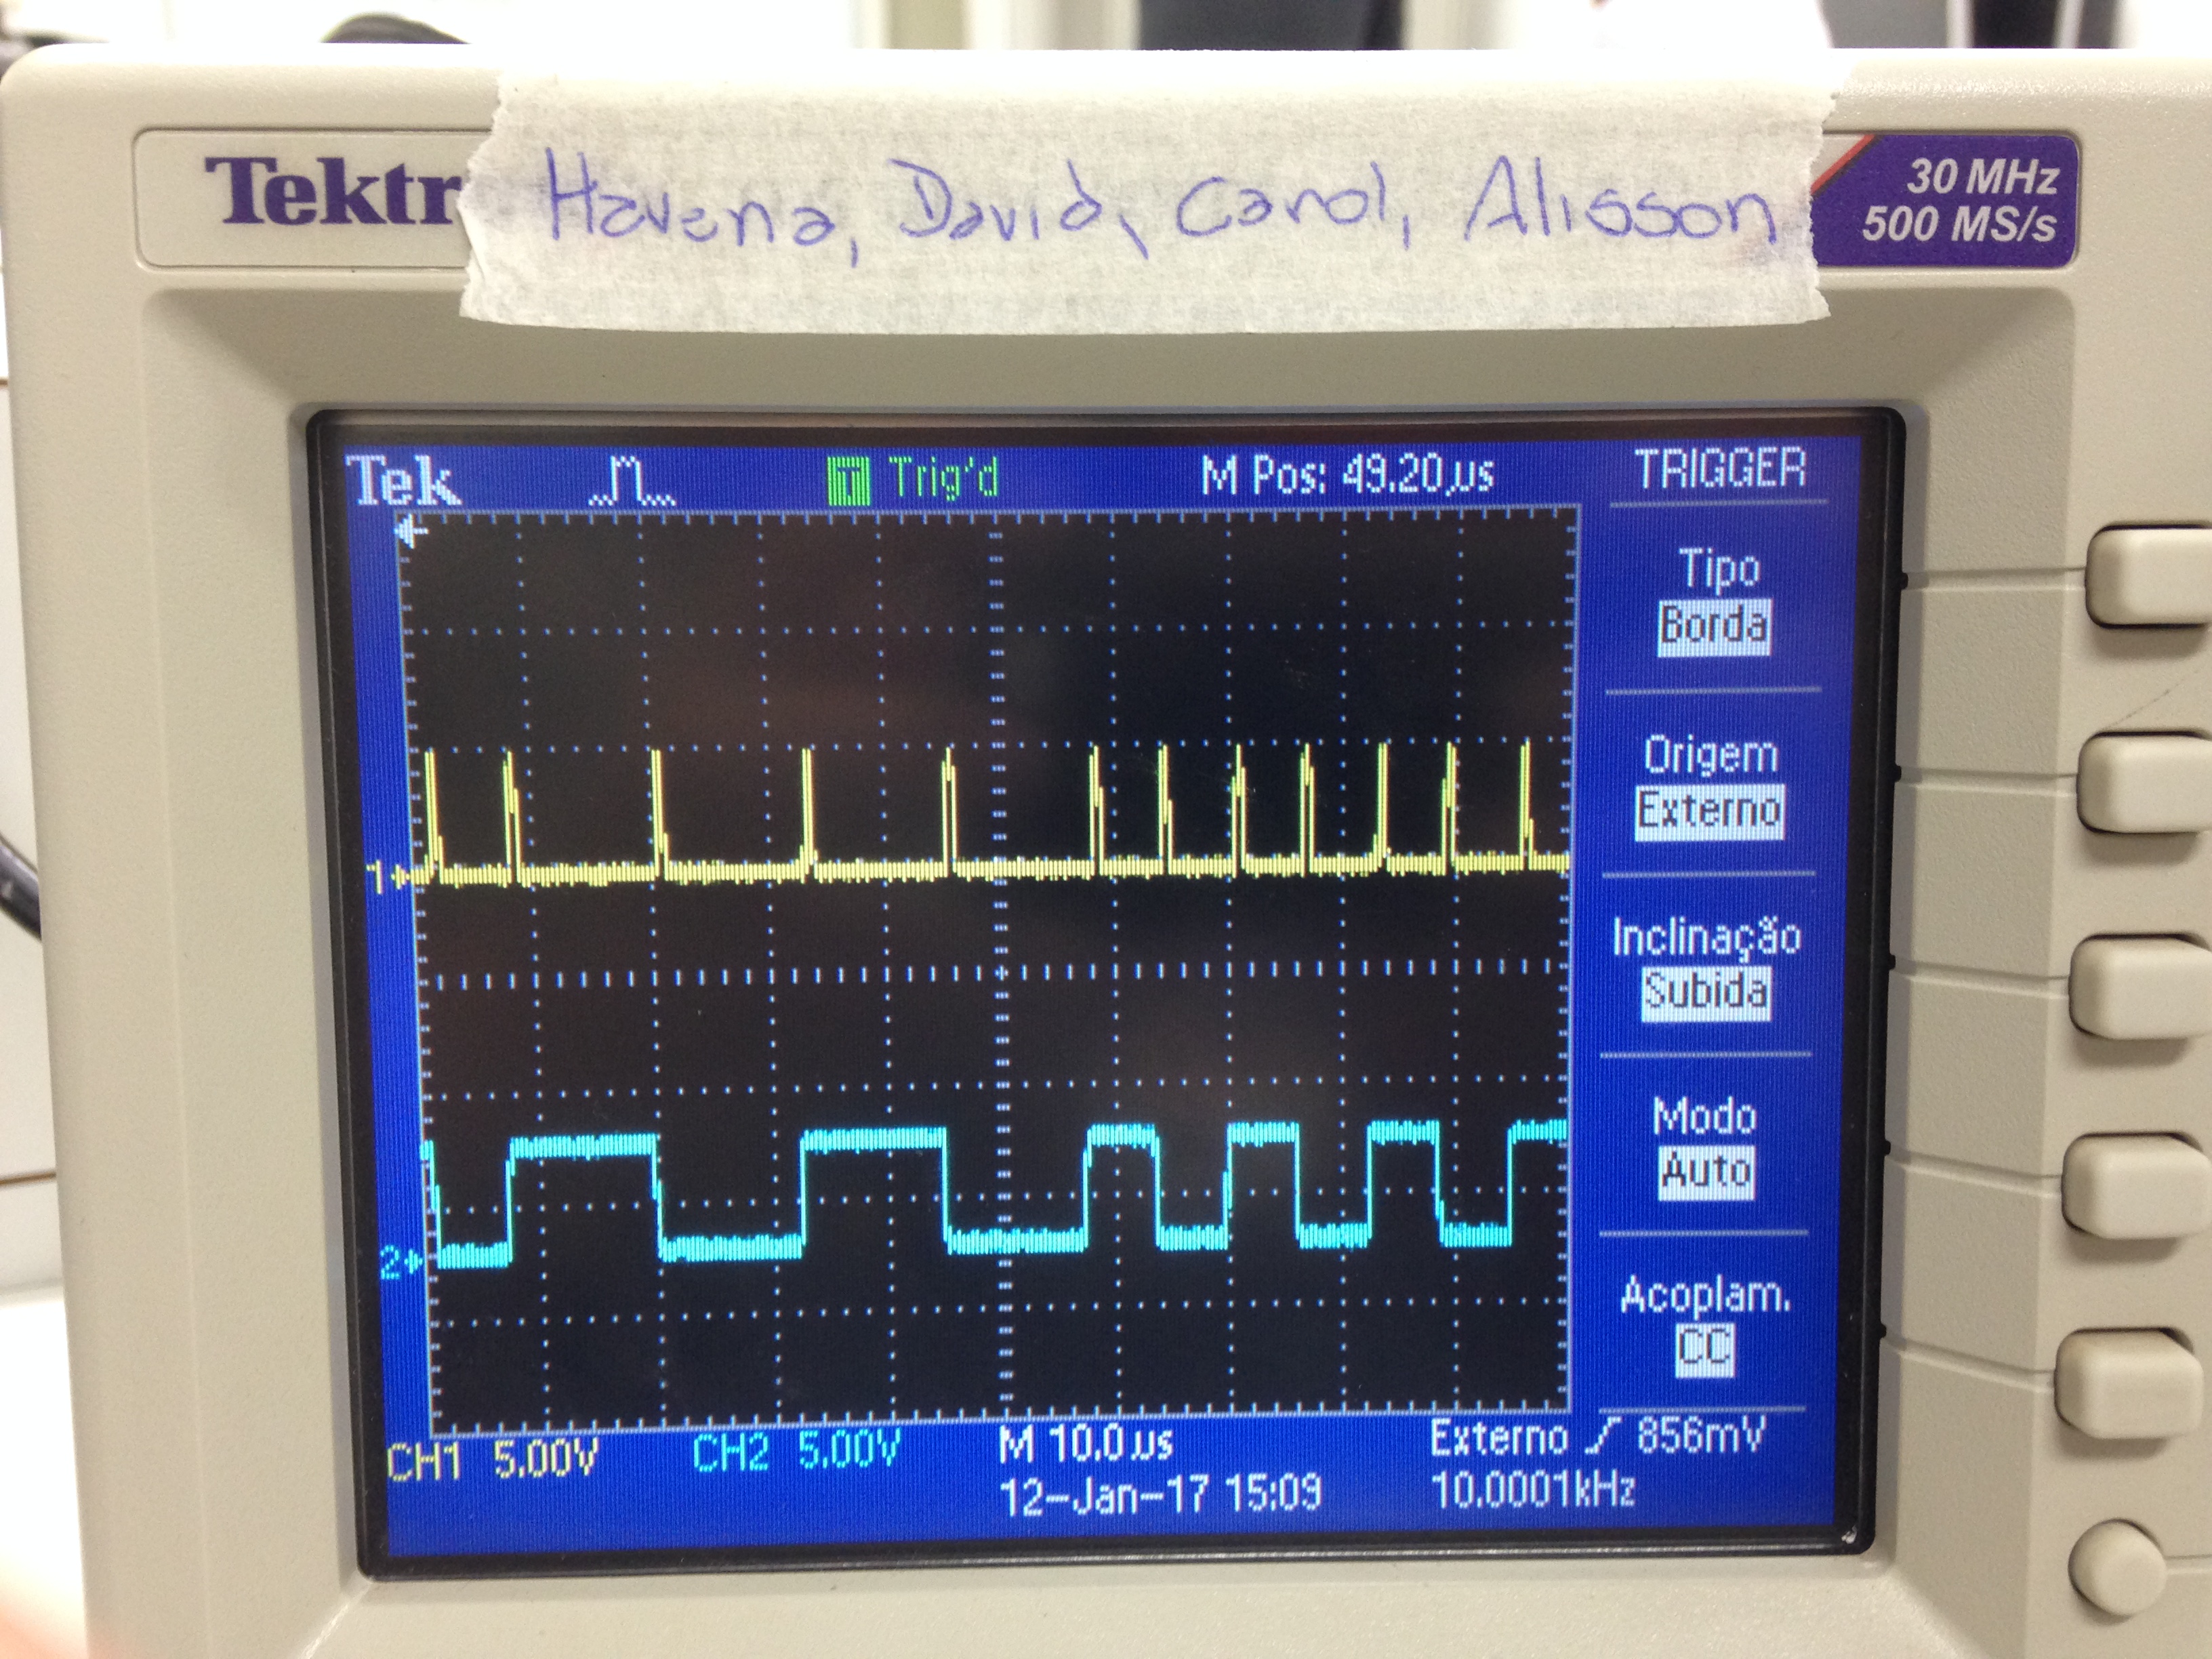 Tektr
Havena, David, Carol, Alisson
30 MHz
500 MS/s
Tek
T Trig'd
M Pos: 49.20µs
TRIGGER
Tipo
Borda
Origem
Externo
Inclinação
Subida
Modo
Auto
Acoplam.
CC
1
2
CH1 5.00V
CH2 5.00V
M 10.0µs
Externo 856mV
12-Jan-17 15:09
10.0001kHz